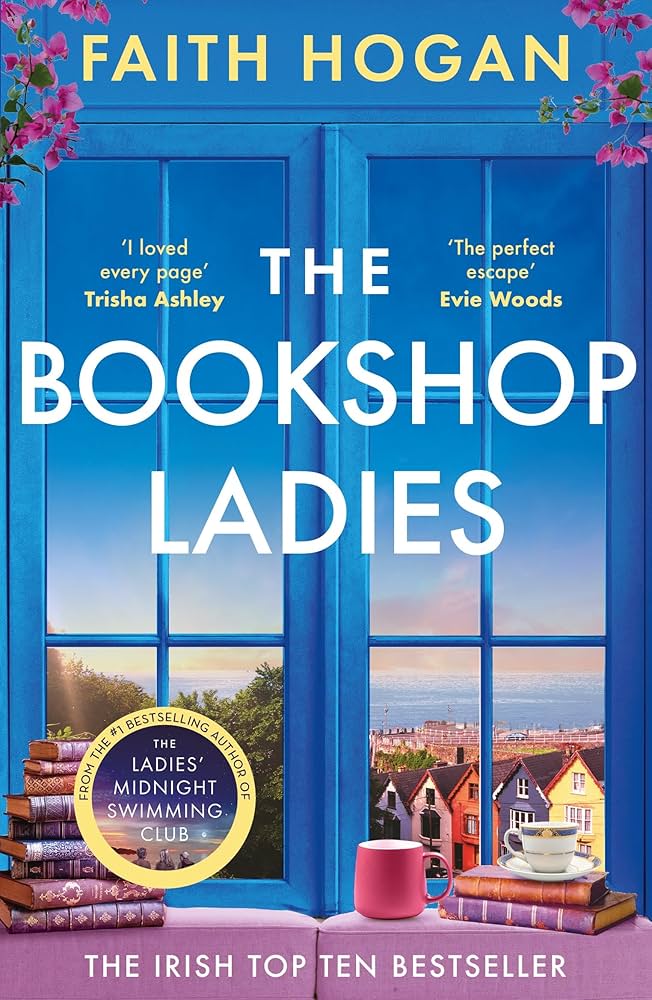 FAITH HOGAN
'I loved
every page'
Trisha Ashley
'The perfect
escape'
Evie Woods
THE
BOOKSHOP
LADIES
FROM THE #1 BESTSELLING AUTHOR OF
THE
LADIES'
MIDNIGHT
SWIMMING
CLUB
THE IRISH TOP TEN BESTSELLER